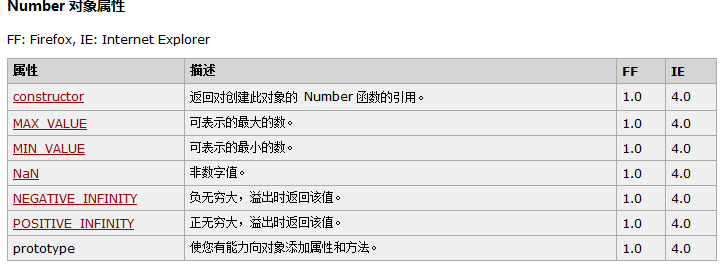 Number 对象属性
FF: Firefox, IE: Internet Explorer
属性 描述 FF IE
constructor 返回对创建此对象的 Number 函数的引用。 1.0 4.0
MAX_VALUE 可表示的最大的数。 1.0 4.0
MIN_VALUE 可表示的最小的数。 1.0 4.0
NaN 非数字值。 1.0 4.0
NEGATIVE_INFINITY 负无穷大，溢出时返回该值。 1.0 4.0
POSITIVE_INFINITY 正无穷大，溢出时返回该值。 1.0 4.0
prototype 使您有能力向对象添加属性和方法。 1.0 4.0